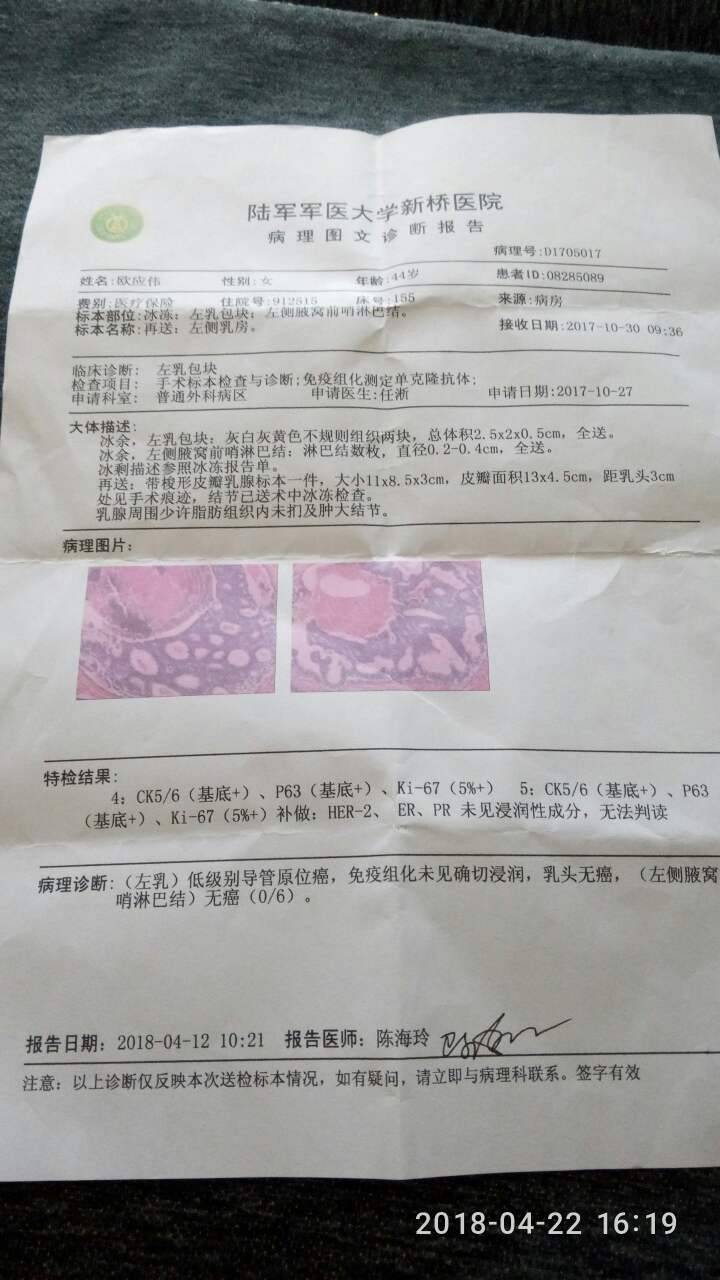 陆军军医大学新桥医院
病理图文诊断报告
病理号:D1705017
姓名:欧应伟 性别:女 年龄:44岁 患者ID:08285089
费别:医疗保险 住院号:912515 床号:155 来源:病房
标本部位:冰冻:左乳包块:左侧腋窝前哨淋巴结。
标本名称:再送:左侧乳房。 接收日期:2017-10-30 09:36
临床诊断: 左乳包块
检查项目: 手术标本检查与诊断;免疫组化测定单克隆抗体;
申请科室: 普通外科病区 申请医生:任淅 申请日期:2017-10-27
大体描述:
冰余,左乳包块:灰白灰黄色不规则组织两块,总体积2.5x2x0.5cm,全送。
冰余,左侧腋窝前哨淋巴结:淋巴结数枚,直径0.2-0.4cm,全送。
冰剩描述参照冰冻报告单。
再送:带梭形皮瓣乳腺标本一件,大小11x8.5x3cm,皮瓣面积13x4.5cm,距乳头3cm
处见手术痕迹,结节已送术中冰冻检查。
乳腺周围少许脂肪组织内未扪及肿大结节。
病理图片:
特检结果:
4:CK5/6(基底+)、P63(基底+)、Ki-67(5%+) 5:CK5/6(基底+)、P63
(基底+)、Ki-67(5%+)补做:HER-2、 ER、PR 未见浸润性成分,无法判读
病理诊断:(左乳)低级别导管原位癌,免疫组化未见确切浸润,乳头无癌,(左侧腋窝
哨淋巴结)无癌(0/6)。
报告日期:2018-04-12 10:21 报告医师:陈海玲
注意:以上诊断仅反映本次送检标本情况,如有疑问,请立即与病理科联系。签字有效
2018-04-22 16:19